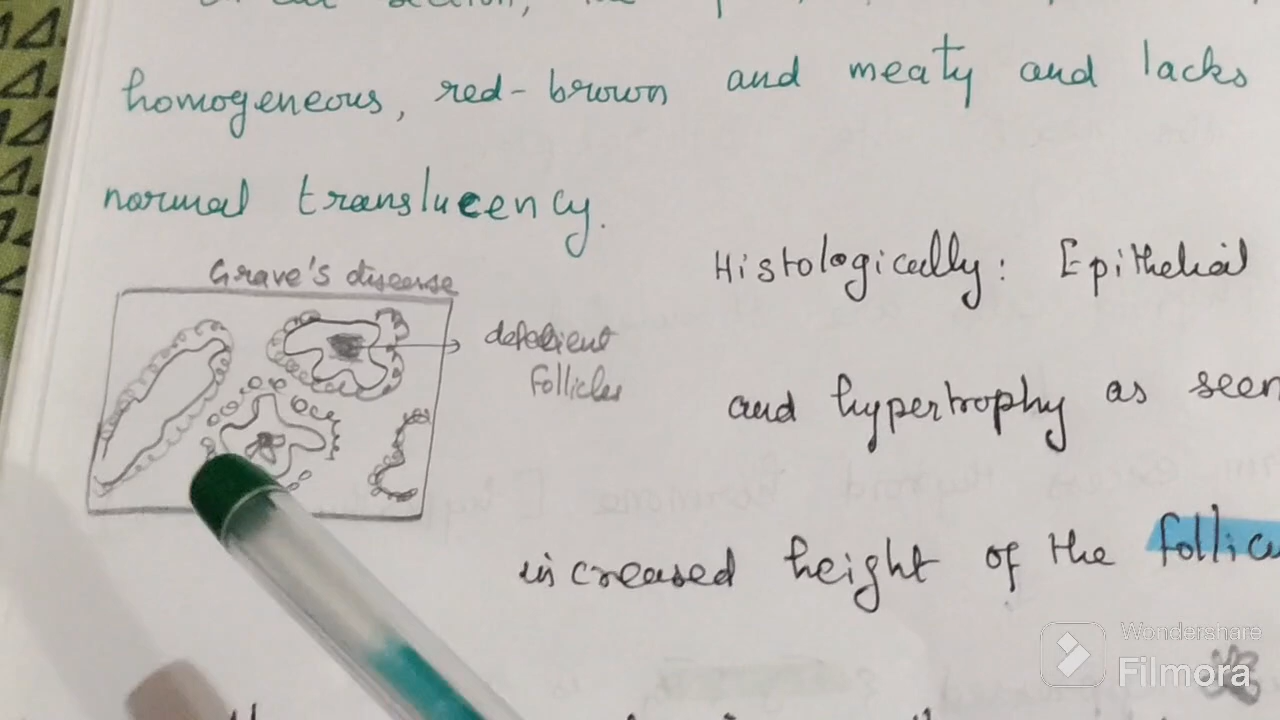 homogeneous, red-brown and meaty and lacks
normal translucency.
Grave's disease
Histologically: Epithelial
deficient
follicles
and hypertrophy as seen
increased height of the follic
Wondershare
Filmora